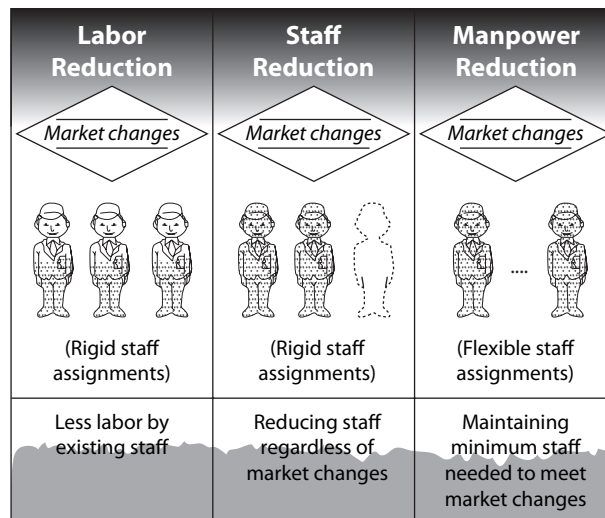 Labor
Reduction
Staff
Reduction
Manpower
Reduction
Market changes
Market changes
Market changes
....
(Rigid staff
assignments)
(Rigid staff
assignments)
(Flexible staff
assignments)
Less labor by
existing staff
Reducing staff
regardless of
market changes
Maintaining
minimum staff
needed to meet
market changes